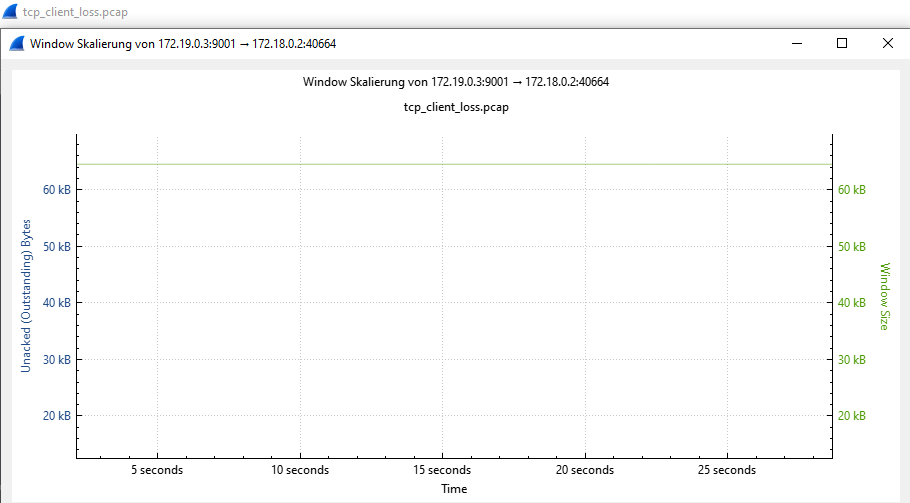 tcp_client_loss.pcap
Window Skalierung von 172.19.0.3:9001 → 172.18.0.2:40664
Window Skalierung von 172.19.0.3:9001 → 172.18.0.2:40664
tcp_client_loss.pcap
Unacked (Outstanding) Bytes
60 kB
50 kB
40 kB
30 kB
20 kB
60 kB
50 kB
40 kB
30 kB
20 kB
Window Size
5 seconds
10 seconds
15 seconds
20 seconds
25 seconds
Time